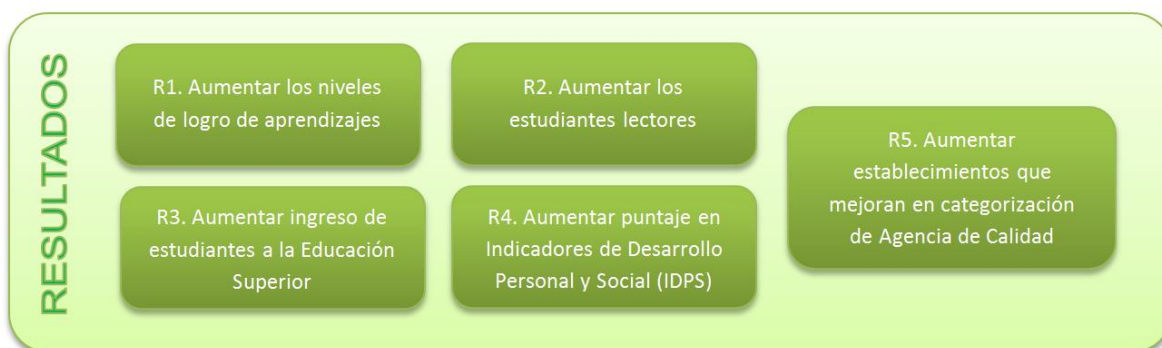 RESULTADOS
R1. Aumentar los niveles
de logro de aprendizajes
R2. Aumentar los
estudiantes lectores
R3. Aumentar ingreso de
estudiantes a la Educación
Superior
R4. Aumentar puntaje en
Indicadores de Desarrollo
Personal y Social (IDPS)
R5. Aumentar
establecimientos que
mejoran en categorización
de Agencia de Calidad